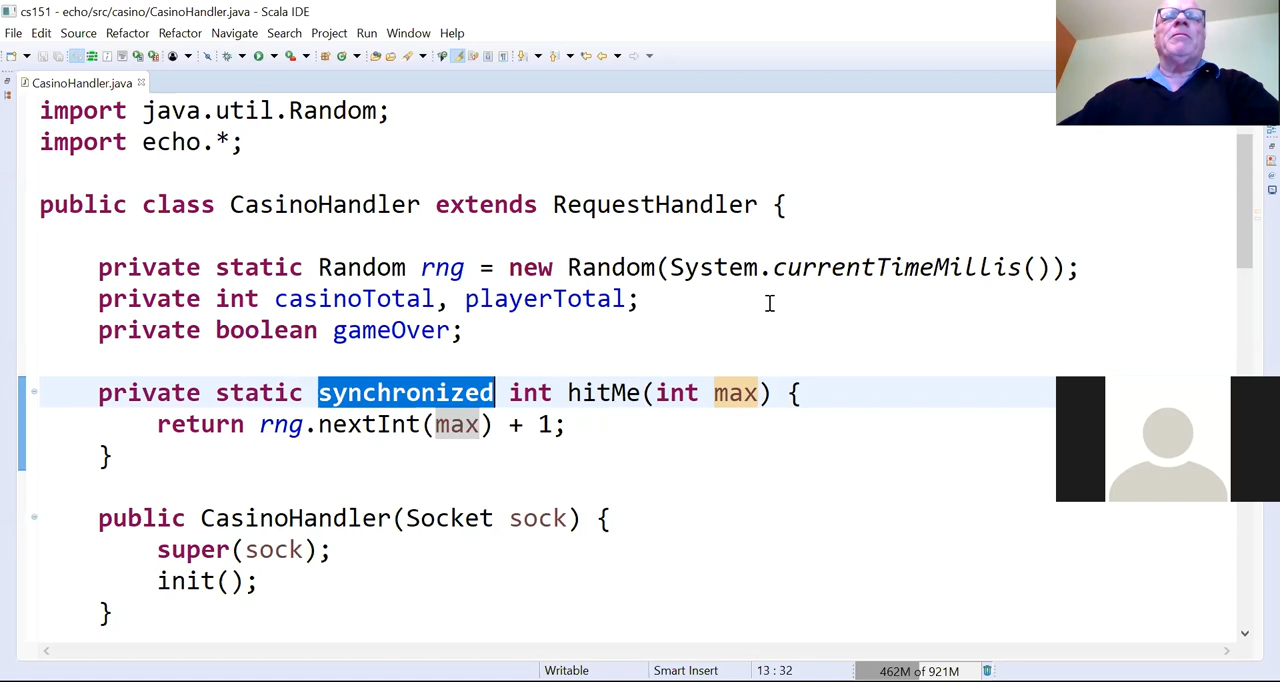 cs151 - echo/src/casino/CasinoHandler.java - Scala IDE
File Edit Source Refactor Refactor Navigate Search Project Run Window Help
CasinoHandler.java
import java.util.Random;
import echo.*;
public class CasinoHandler extends RequestHandler {
private static Random rng = new Random(System.currentTimeMillis());
private int casinoTotal, playerTotal;
private boolean gameOver;
private static synchronized int hitMe(int max) {
return rng.nextInt(max) + 1;
}
public CasinoHandler(Socket sock) {
super(sock);
init();
}
Writable Smart Insert 13 : 32 462M of 921M